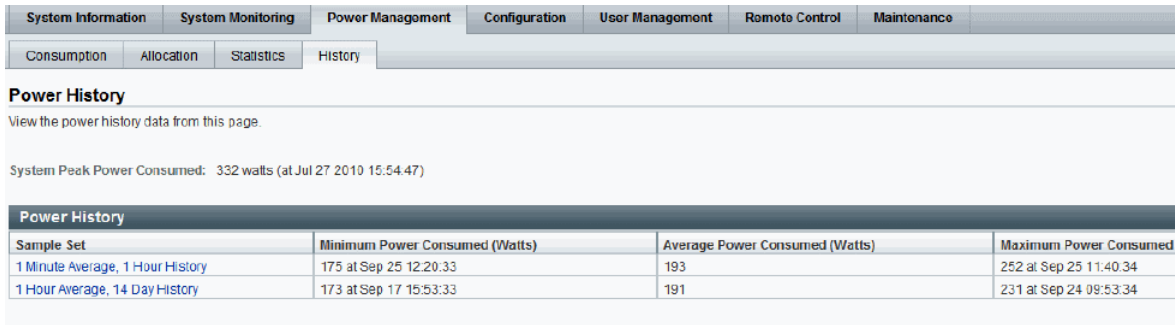 System Information System Monitoring Power Management Configuration User Management Remote Control Maintenance
Consumption Allocation Statistics History
Power History
View the power history data from this page.
System Peak Power Consumed: 332 watts (at Jul 27 2010 15:54:47)
Power History
Sample Set Minimum Power Consumed (Watts) Average Power Consumed (Watts) Maximum Power Consumed
1 Minute Average, 1 Hour History 175 at Sep 25 12:20:33 193 252 at Sep 25 11:40:34
1 Hour Average, 14 Day History 173 at Sep 17 15:53:33 191 231 at Sep 24 09:53:34